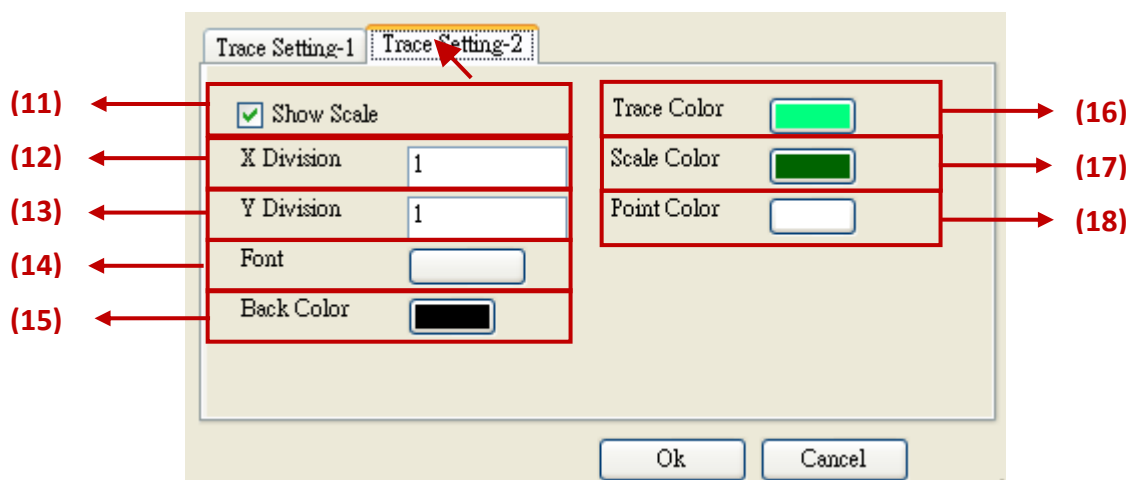 Trace Setting-1 Trace Setting-2
(11) Show Scale Trace Color (16)
(12) X Division 1 Scale Color (17)
(13) Y Division 1 Point Color (18)
(14) Font
(15) Back Color
Ok Cancel